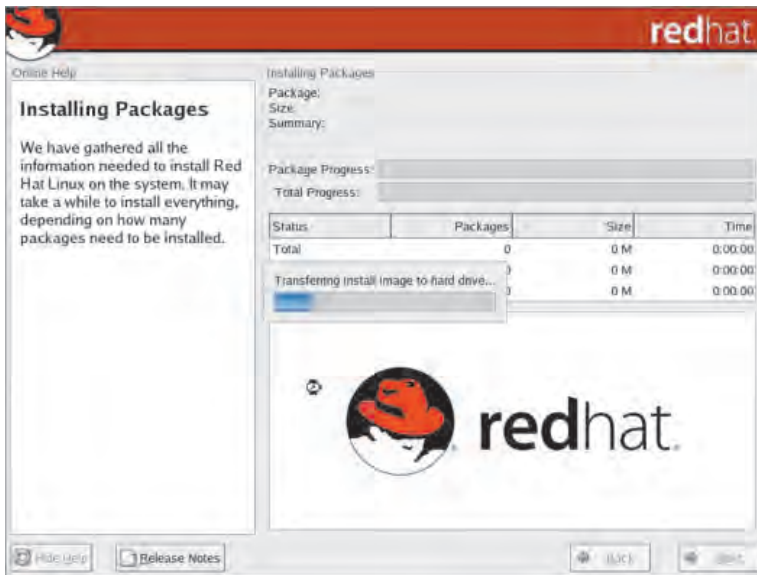 redhat.
Online Help
Installing Packages
We have gathered all the
information needed to install Red
Hat Linux on the system. It may
take a while to install everything,
depending on how many
packages need to be installed.
Installing Packages
Package:
Size:
Summary:
Package Progress:
Total Progress:
Status Packages Size Time
Total 0 0 M 0:00:00
0 M 0:00:00
0 M 0:00:00
Transferring install image to hard drive...
redhat.
Hide Help
Release Notes
Back
Next